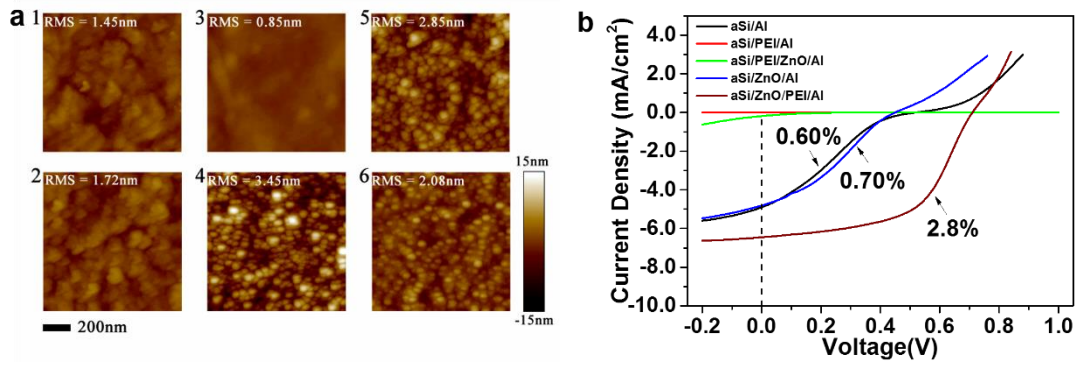 a
1
RMS = 1.45nm
3
RMS = 0.85nm
5
RMS = 2.85nm
2
RMS = 1.72nm
4
RMS = 3.45nm
6
RMS = 2.08nm
15nm
-15nm
200nm
b
aSi/Al
aSi/PEI/Al
aSi/PEI/ZnO/Al
aSi/ZnO/Al
aSi/ZnO/PEI/Al
0.60%
0.70%
2.8%
Current Density (mA/cm²)
4.0
2.0
0.0
-2.0
-4.0
-6.0
-8.0
-10.0
-0.2 0.0 0.2 0.4 0.6 0.8 1.0
Voltage(V)